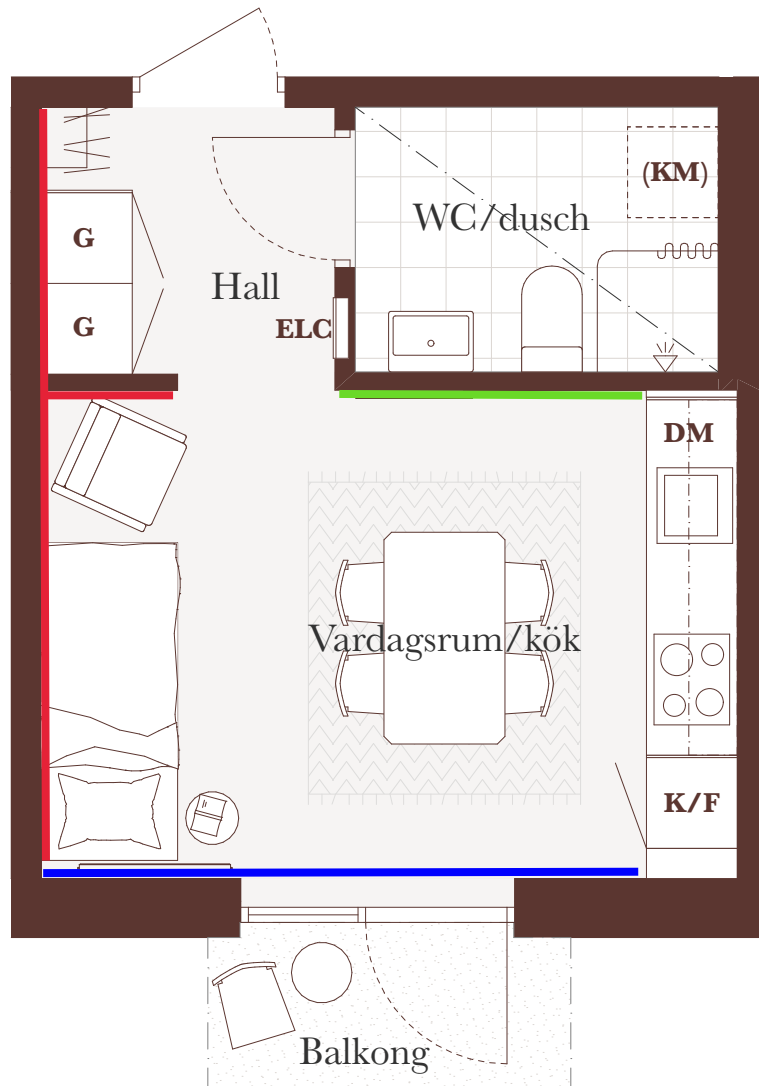 (KM)
WC/dusch
G
Hall
G
ELC
DM
Vardagsrum/kök
K/F
Balkong